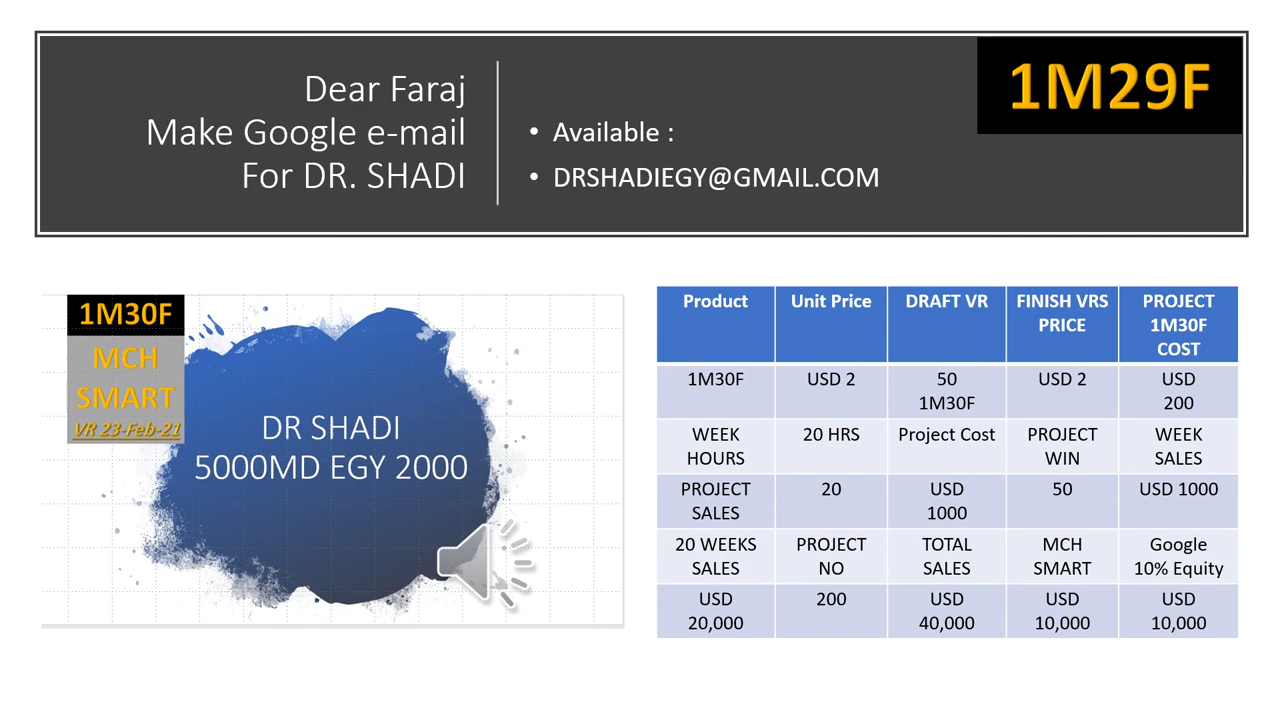 Dear Faraj
Make Google e-mail
For DR. SHADI
• Available :
• DRSHADIEGY@GMAIL.COM
1M29F
1M30F
MCH
SMART
VR 23-Feb-21
DR SHADI
5000MD EGY 2000
Product Unit Price DRAFT VR FINISH VRS PRICE PROJECT 1M30F COST
1M30F USD 2 50 1M30F USD 2 USD 200
WEEK HOURS 20 HRS Project Cost PROJECT WIN WEEK SALES
PROJECT SALES 20 USD 1000 50 USD 1000
20 WEEKS SALES PROJECT NO TOTAL SALES MCH SMART Google 10% Equity
USD 20,000 200 USD 40,000 USD 10,000 USD 10,000